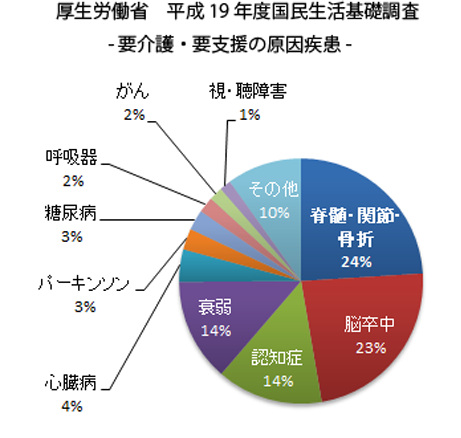 厚生労働省　平成19年度国民生活基礎調査
-要介護・要支援の原因疾患-
がん
2%
視・聴障害
1%
呼吸器
2%
その他
10%
脊髄・関節・
骨折
24%
糖尿病
3%
パーキンソン
3%
衰弱
14%
脳卒中
23%
認知症
14%
心臓病
4%